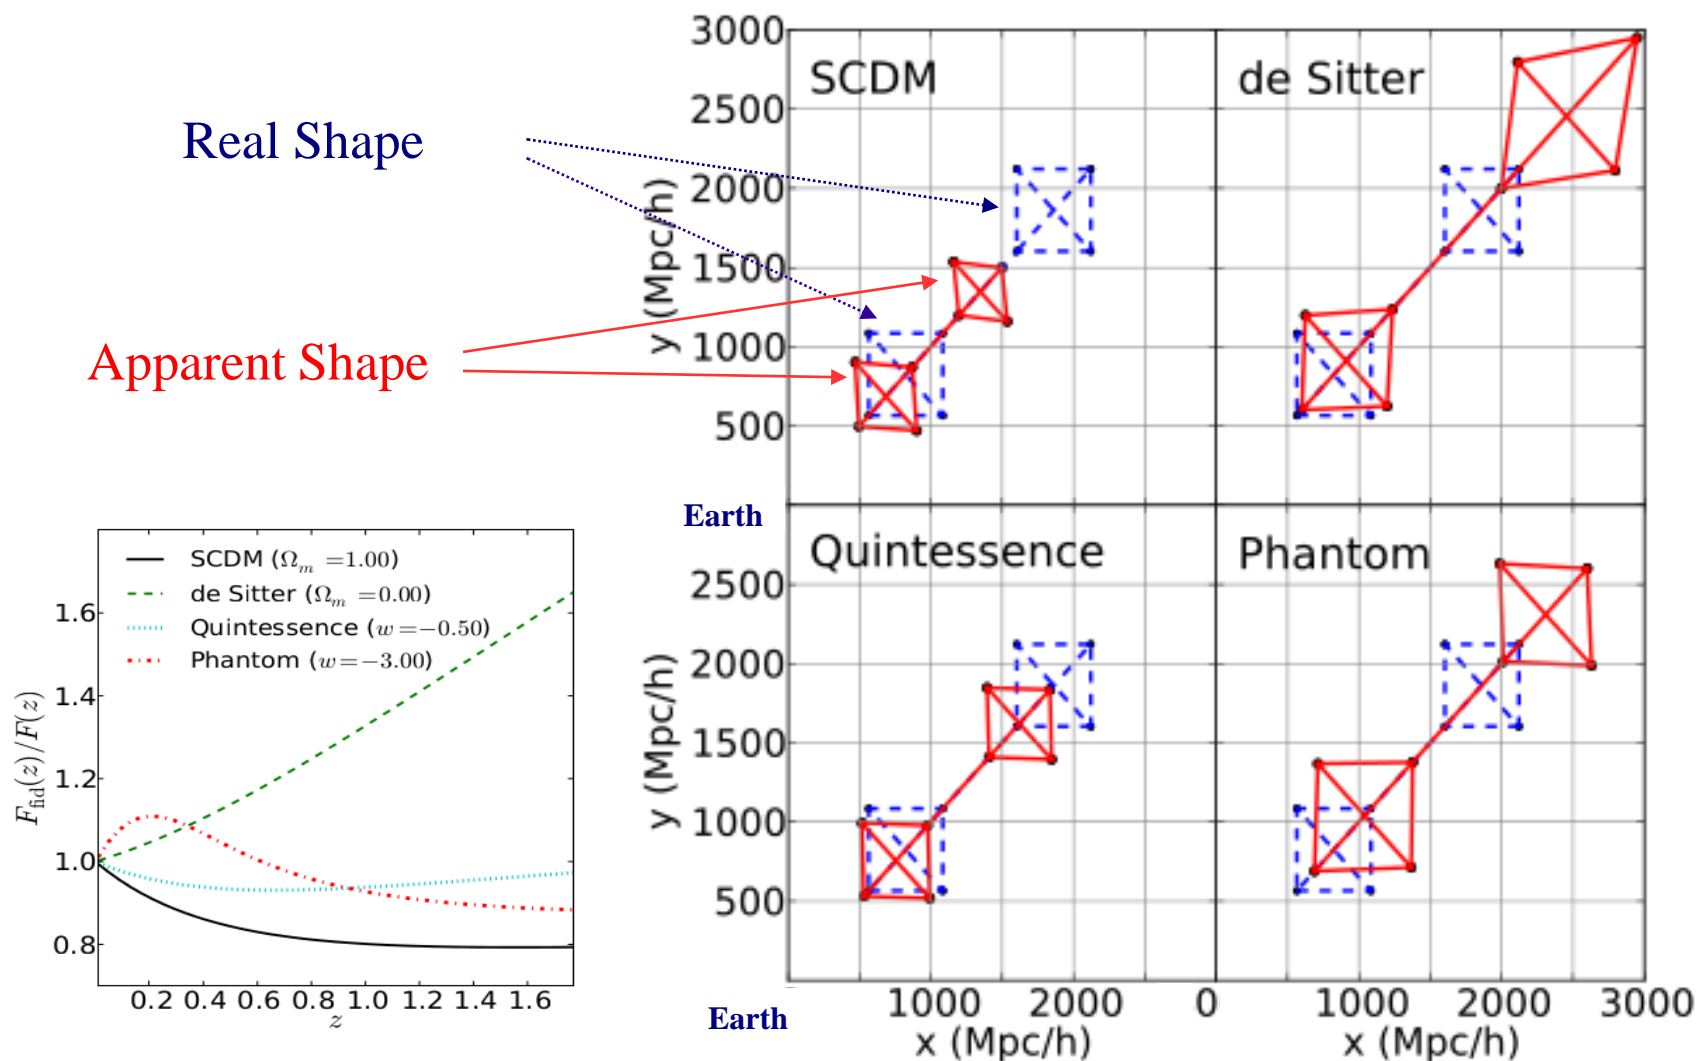 Real Shape
Apparent Shape
3000
2500
2000
1500
1000
500
y (Mpc/h)
SCDM
de Sitter
Earth
2500
2000
1500
1000
500
y (Mpc/h)
Quintessence
Phantom
Earth
1000
2000
0
1000
2000
3000
x (Mpc/h)
x (Mpc/h)
SCDM (Ωm =1.00)
de Sitter (Ωm =0.00)
Quintessence (w=−0.50)
Phantom (w=−3.00)
1.6
1.4
1.2
1.0
0.8
Ffid(z)/F(z)
0.2 0.4 0.6 0.8 1.0 1.2 1.4 1.6
z